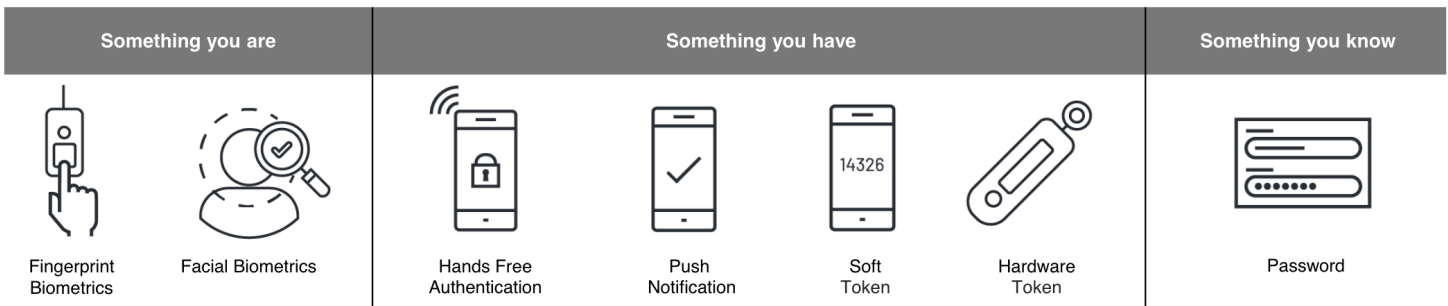 Something you are
Something you have
Something you know
14326
Fingerprint
Biometrics
Facial Biometrics
Hands Free
Authentication
Push
Notification
Soft
Token
Hardware
Token
Password